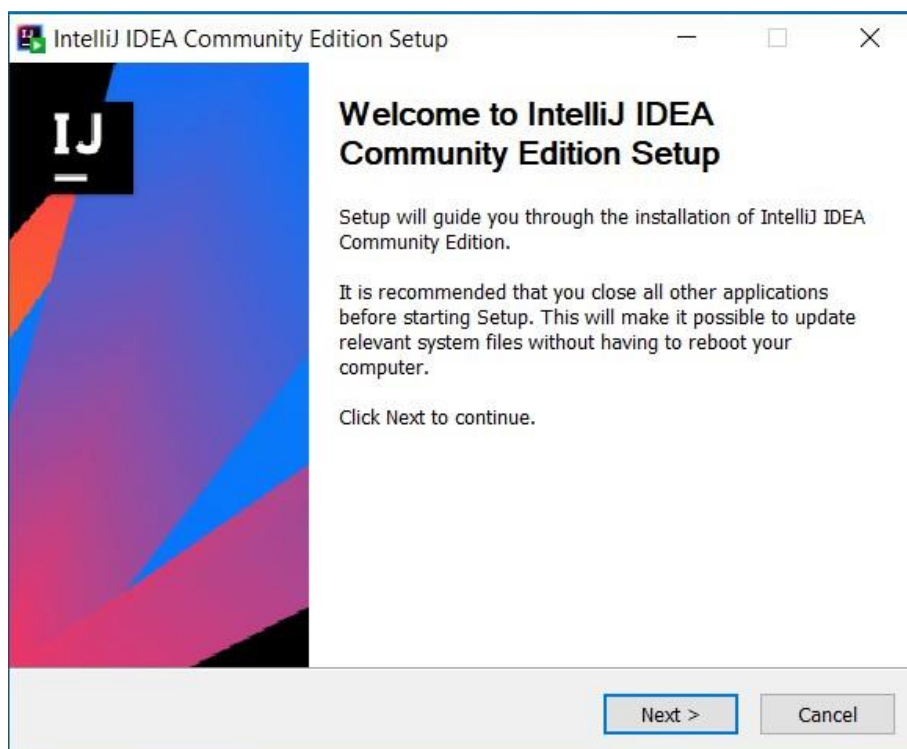 IntelliJ IDEA Community Edition Setup
IJ
Welcome to IntelliJ IDEA
Community Edition Setup
Setup will guide you through the installation of IntelliJ IDEA
Community Edition.
It is recommended that you close all other applications
before starting Setup. This will make it possible to update
relevant system files without having to reboot your
computer.
Click Next to continue.
Next >
Cancel